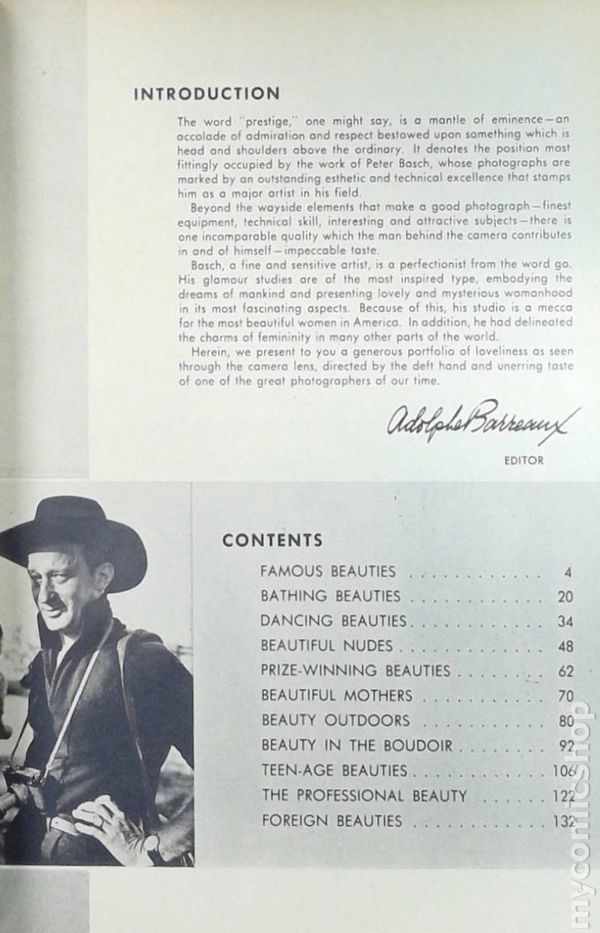 INTRODUCTION
The word "prestige," one might say, is a mantle of eminence—an
accolade of admiration and respect bestowed upon something which is
head and shoulders above the ordinary. It denotes the position most
fittingly occupied by the work of Peter Basch, whose photographs are
marked by an outstanding esthetic and technical excellence that stamps
him as a major artist in his field.
Beyond the wayside elements that make a good photograph—finest
equipment, technical skill, interesting and attractive subjects—there is
one incomparable quality which the man behind the camera contributes
in and of himself—impeccable taste.
Basch, a fine and sensitive artist, is a perfectionist from the word go.
His glamour studies are of the most inspired type, embodying the
dreams of mankind and presenting lovely and mysterious womanhood
in its most fascinating aspects. Because of this, his studio is a mecca
for the most beautiful women in America. In addition, he had delineated
the charms of femininity in many other parts of the world.
Herein, we present to you a generous portfolio of loveliness as seen
through the camera lens, directed by the deft hand and unerring taste
of one of the great photographers of our time.
Adolphe Barreaux
EDITOR
CONTENTS
FAMOUS BEAUTIES . . . . . . . . . . . . 4
BATHING BEAUTIES . . . . . . . . . . . . 20
DANCING BEAUTIES . . . . . . . . . . . . 34
BEAUTIFUL NUDES . . . . . . . . . . . . 48
PRIZE-WINNING BEAUTIES . . . . . . . . 62
BEAUTIFUL MOTHERS . . . . . . . . . . . 70
BEAUTY OUTDOORS . . . . . . . . . . . 80
BEAUTY IN THE BOUDOIR . . . . . . . . 92
TEEN-AGE BEAUTIES . . . . . . . . . . . . 106
THE PROFESSIONAL BEAUTY . . . . . . 122
FOREIGN BEAUTIES . . . . . . . . . . . . 132
mycomicshop